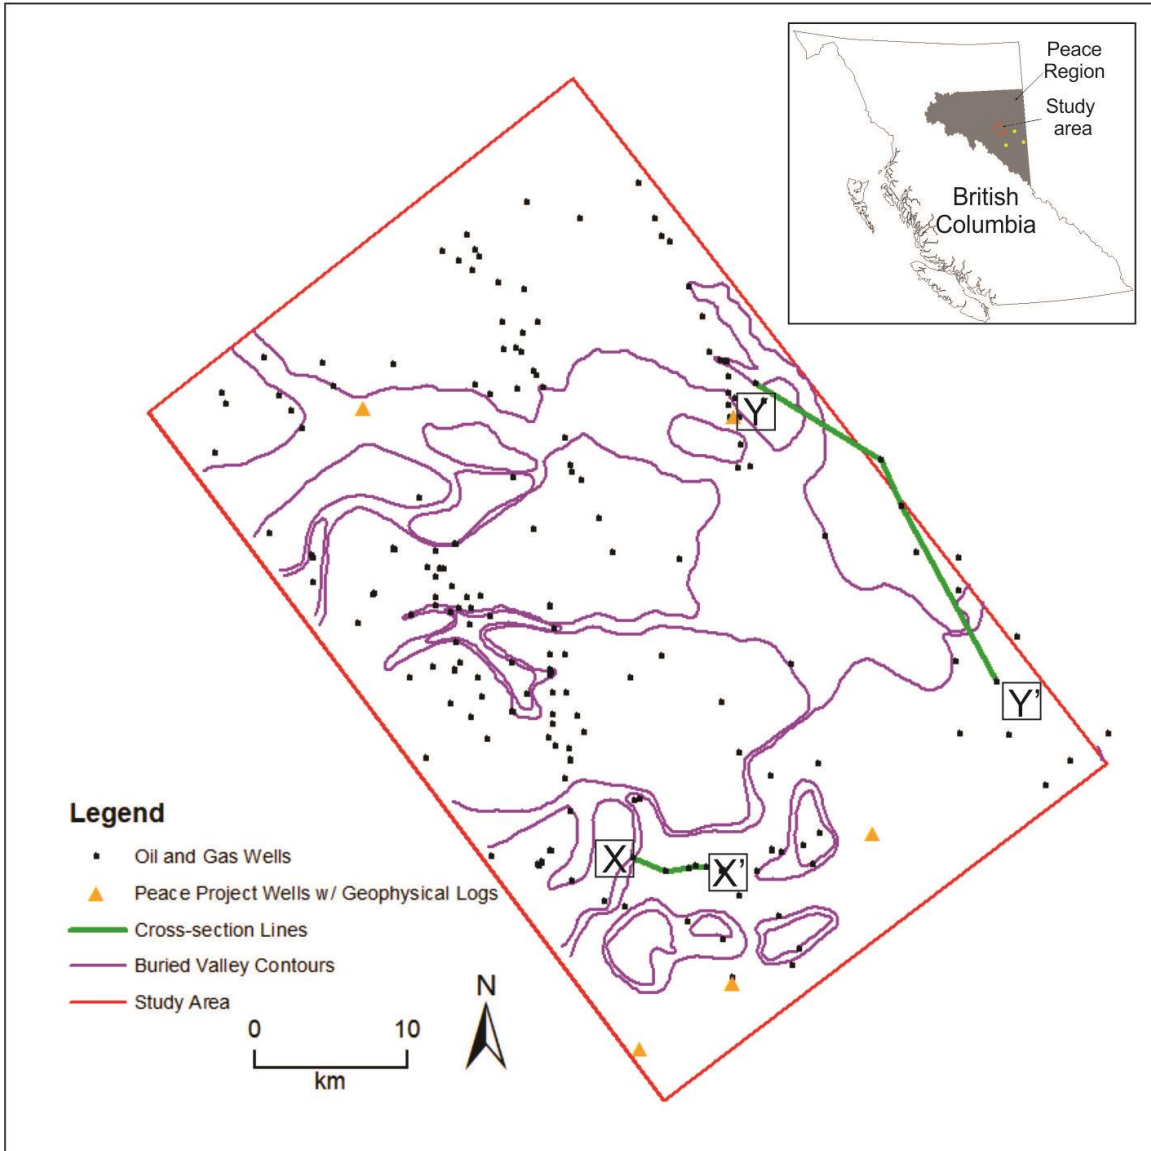 Peace
Region
Study
area
British
Columbia
Y
Y'
X
X'
Legend
Oil and Gas Wells
Peace Project Wells w/ Geophysical Logs
Cross-section Lines
Buried Valley Contours
Study Area
N
0 10
km